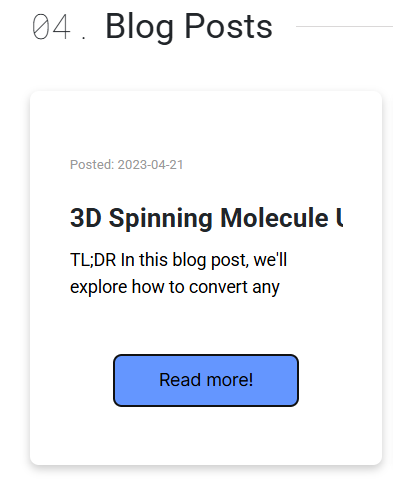 04. Blog Posts
Posted: 2023-04-21
3D Spinning Molecule
TL;DR In this blog post, we'll
explore how to convert any
Read more!